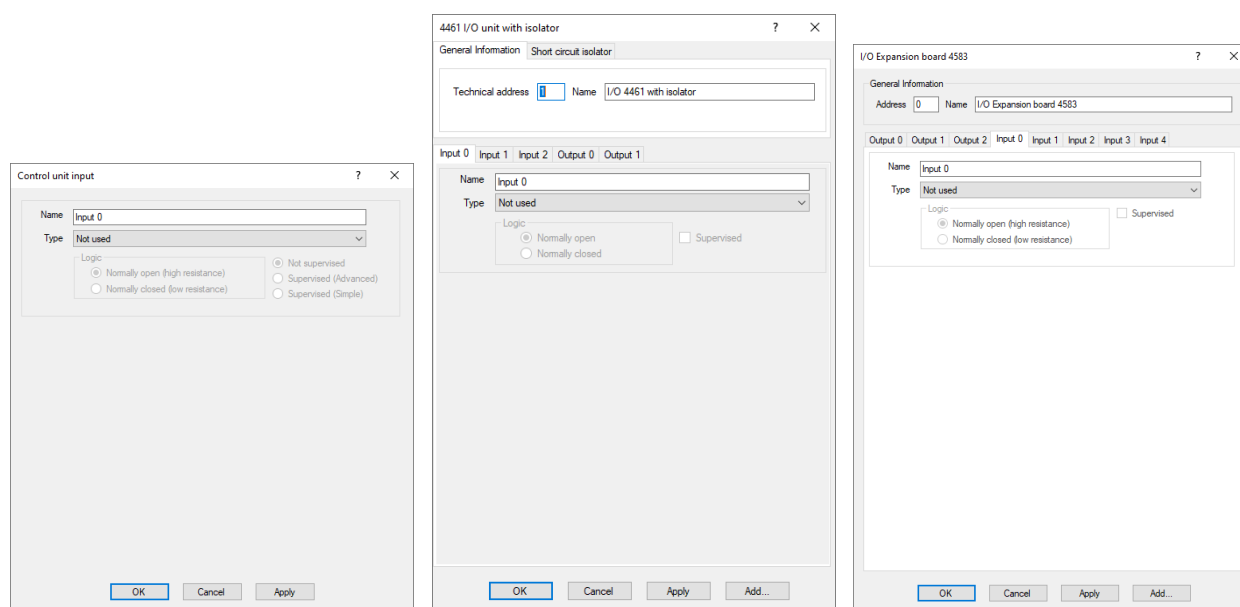 Control unit input ?
Name Input 0
Type Not used
Logic
Normally open (high resistance)
Normally closed (low resistance)
Not supervised
Supervised (Advanced)
Supervised (Simple)
OK Cancel Apply
4461 I/O unit with isolator ?
General Information Short circuit isolator
Technical address 1 Name I/O 4461 with isolator
Input 0 Input 1 Input 2 Output 0 Output 1
Name Input 0
Type Not used
Logic
Normally open
Normally closed
Supervised
OK Cancel Apply Add...
I/O Expansion board 4583 ?
General Information
Address 0 Name I/O Expansion board 4583
Output 0 Output 1 Output 2 Input 0 Input 1 Input 2 Input 3 Input 4
Name Input 0
Type Not used
Logic
Normally open (high resistance)
Normally closed (low resistance)
Supervised
OK Cancel Apply Add...